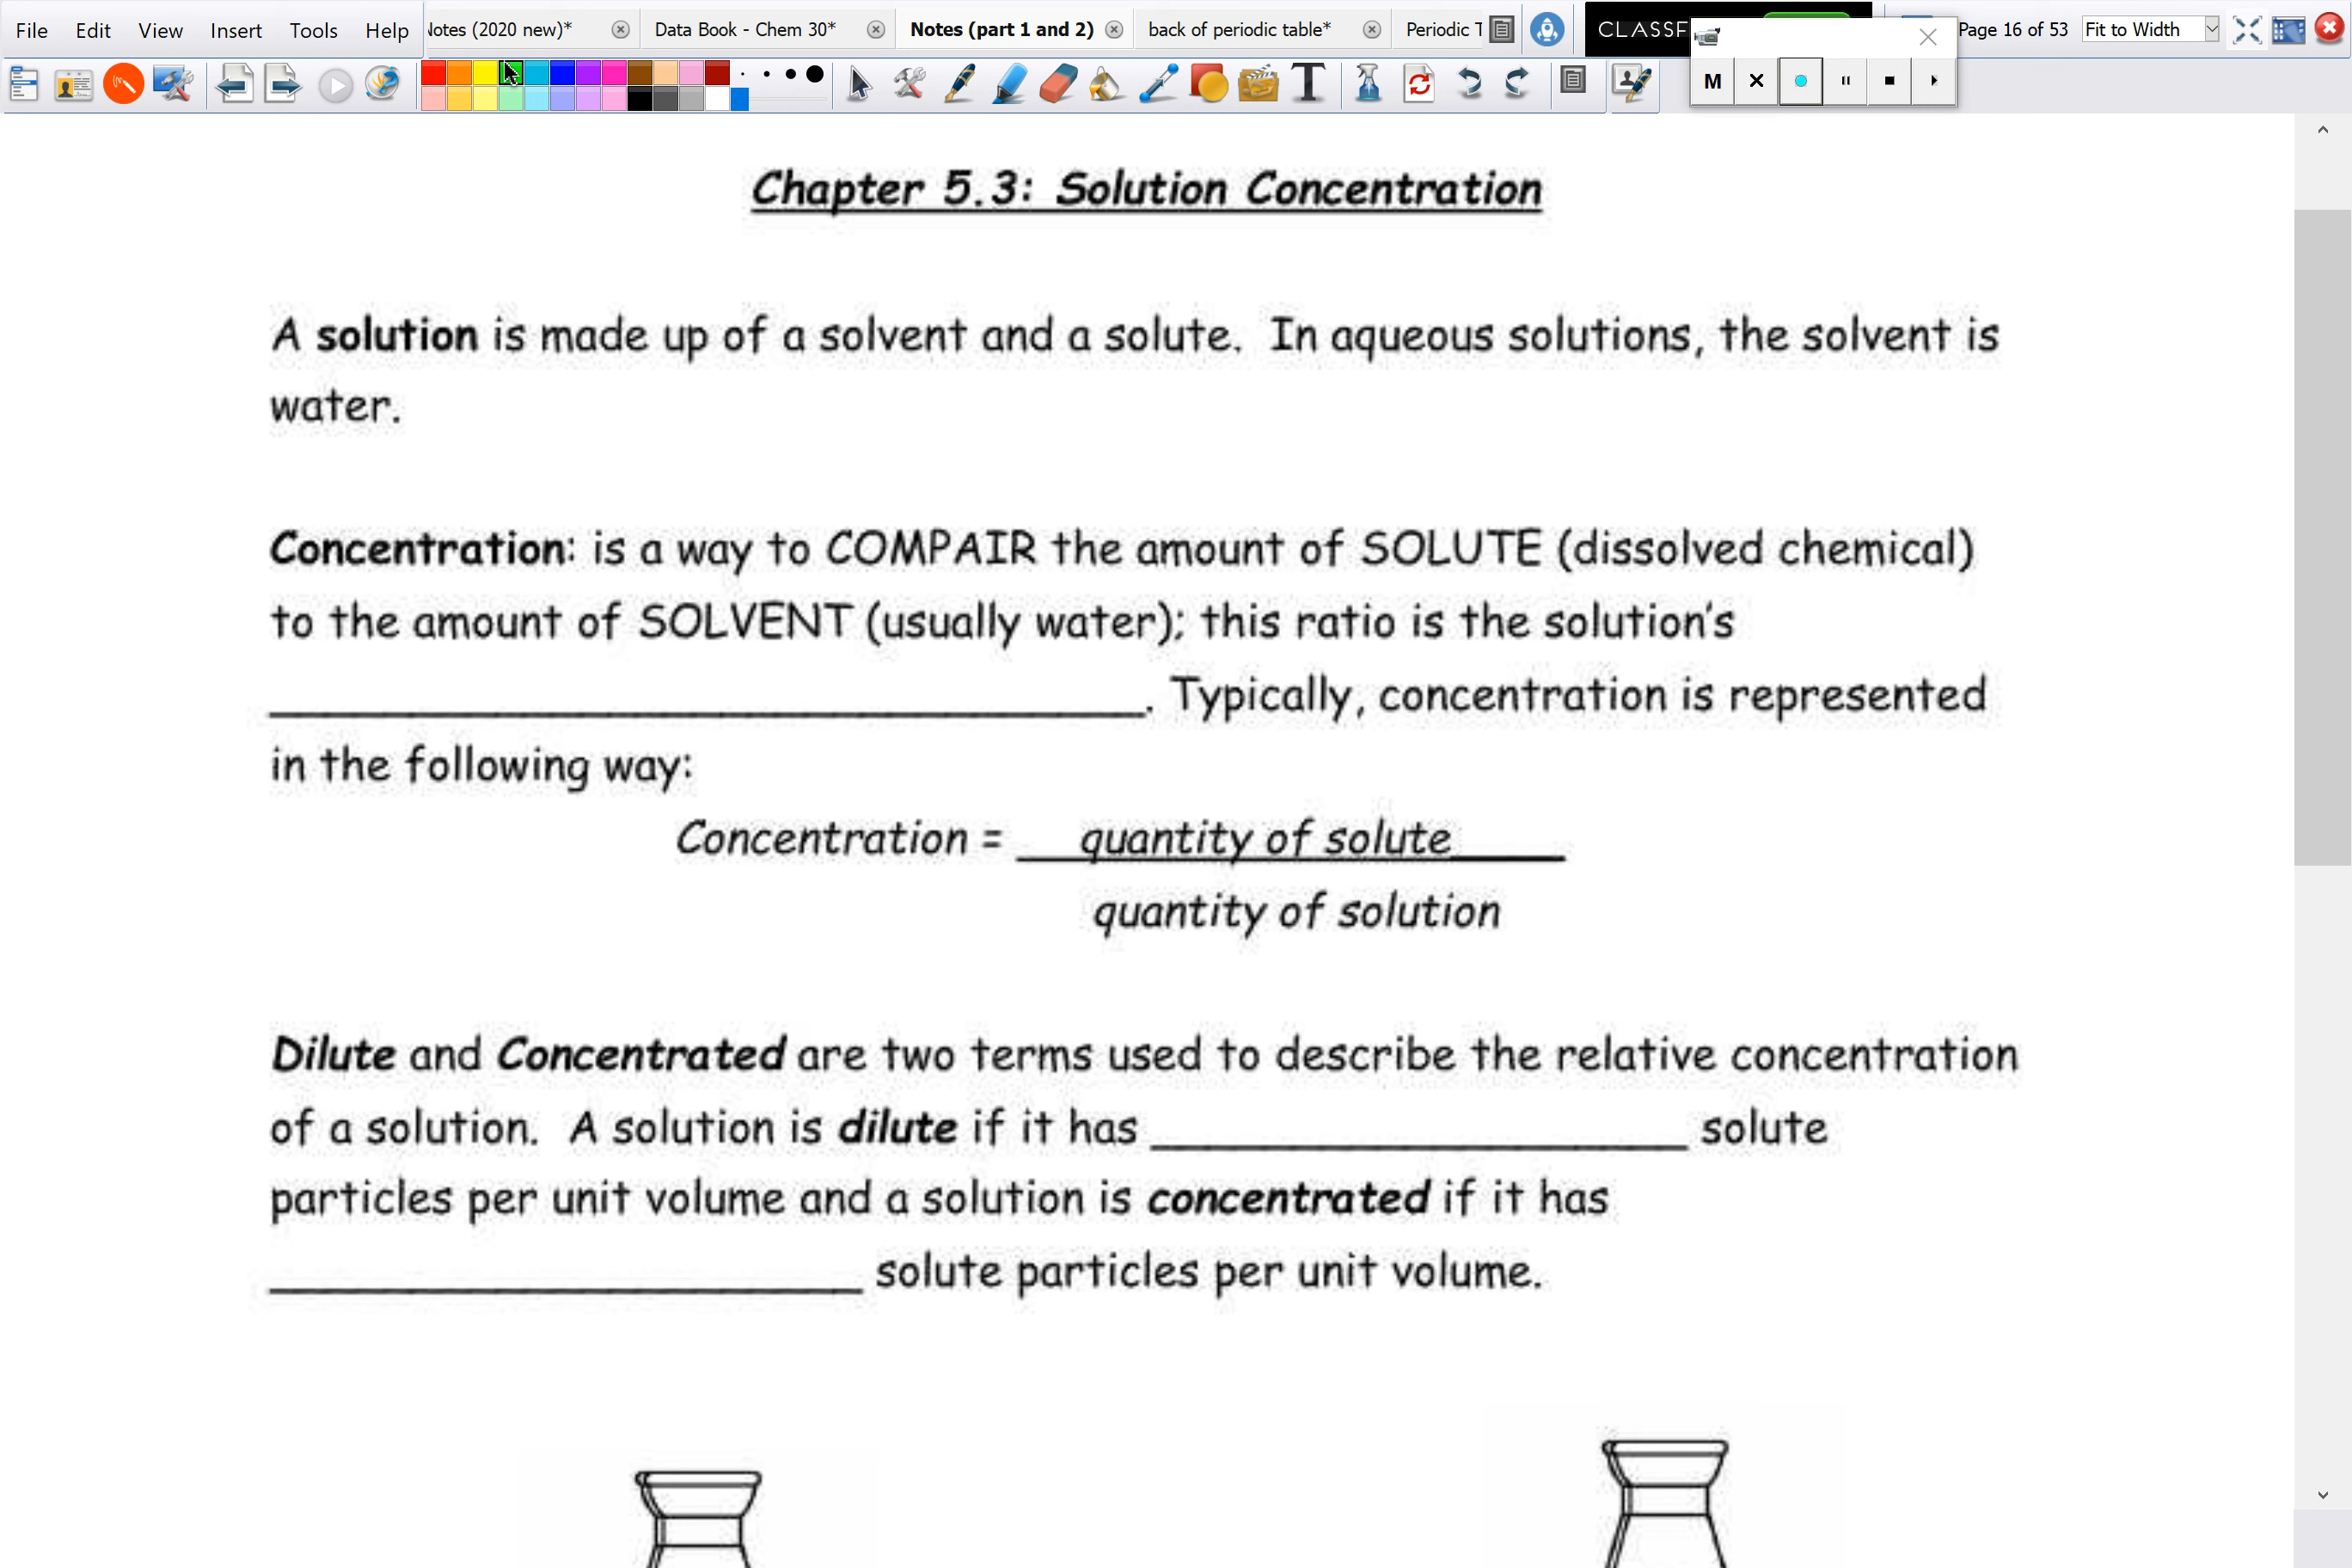 File Edit View Insert Tools Help
Notes (2020 new)* Data Book - Chem 30* Notes (part 1 and 2) back of periodic table* Periodic T
Page 16 of 53 Fit to Width
M
T
Chapter 5.3: Solution Concentration
A solution is made up of a solvent and a solute. In aqueous solutions, the solvent is
water.
Concentration: is a way to COMPAIR the amount of SOLUTE (dissolved chemical)
to the amount of SOLVENT (usually water); this ratio is the solution's
_______________. Typically, concentration is represented
in the following way:
Concentration = quantity of solute
quantity of solution
Dilute and Concentrated are two terms used to describe the relative concentration
of a solution. A solution is dilute if it has _______________ solute
particles per unit volume and a solution is concentrated if it has
_______________ solute particles per unit volume.